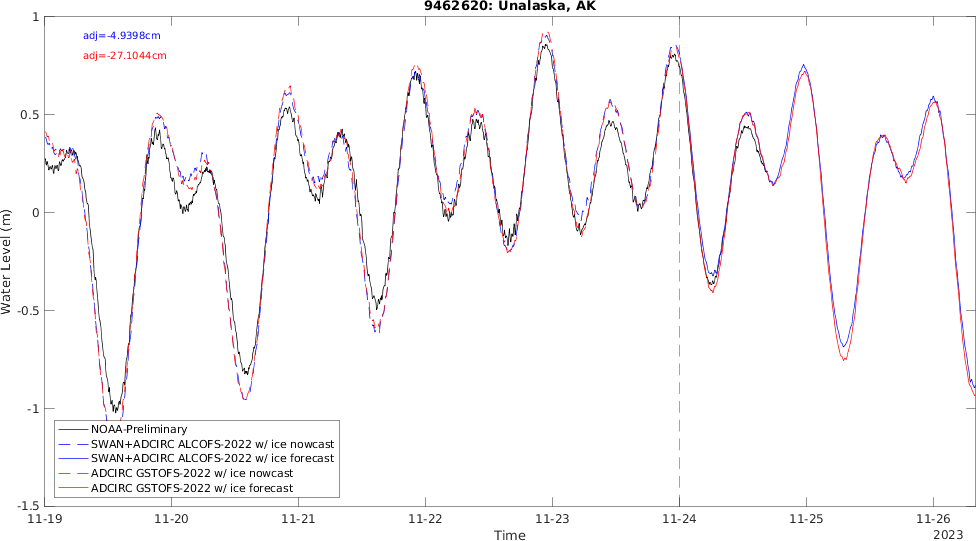 9462620: Unalaska, AK
adj=-4.9398cm
adj=-27.1044cm
Water Level (m)
1
0.5
0
-0.5
-1
-1.5
NOAA-Preliminary
SWAN+ADCIRC ALCOFS-2022 w/ ice nowcast
SWAN+ADCIRC ALCOFS-2022 w/ ice forecast
ADCIRC GSTOFS-2022 w/ ice nowcast
ADCIRC GSTOFS-2022 w/ ice forecast
11-19 11-20 11-21 11-22 11-23 11-24 11-25 11-26
Time
2023